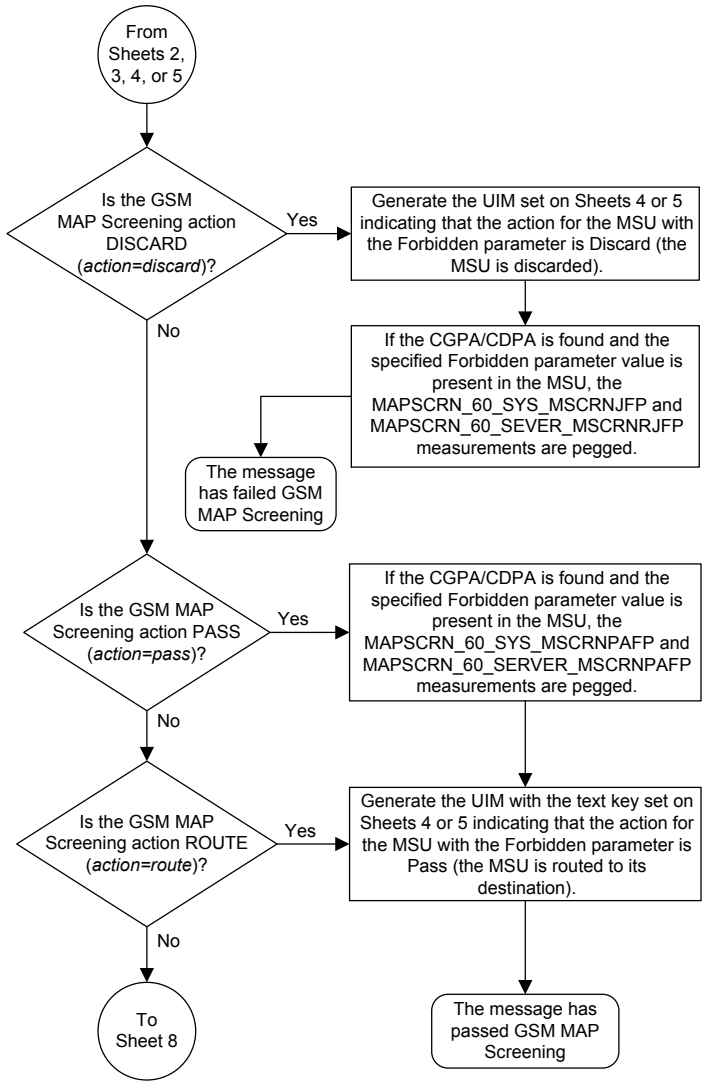 From
Sheets 2,
3, 4, or 5
Is the GSM
MAP Screening action
DISCARD
(action=discard)?
Yes
Generate the UIM set on Sheets 4 or 5
indicating that the action for the MSU with
the Forbidden parameter is Discard (the
MSU is discarded).
No
If the CGPA/CDPA is found and the
specified Forbidden parameter value is
present in the MSU, the
MAPSCRN_60_SYS_MSCRNJFP and
MAPSCRN_60_SEVER_MSCRNRJFP
measurements are pegged.
The message
has failed GSM
MAP Screening
Is the GSM MAP
Screening action PASS
(action=pass)?
Yes
If the CGPA/CDPA is found and the
specified Forbidden parameter value is
present in the MSU, the
MAPSCRN_60_SYS_MSCRNPAFP and
MAPSCRN_60_SERVER_MSCRNPAFP
measurements are pegged.
No
Is the GSM MAP
Screening action ROUTE
(action=route)?
Yes
Generate the UIM with the text key set on
Sheets 4 or 5 indicating that the action for
the MSU with the Forbidden parameter is
Pass (the MSU is routed to its
destination).
No
To
Sheet 8
The message has
passed GSM MAP
Screening